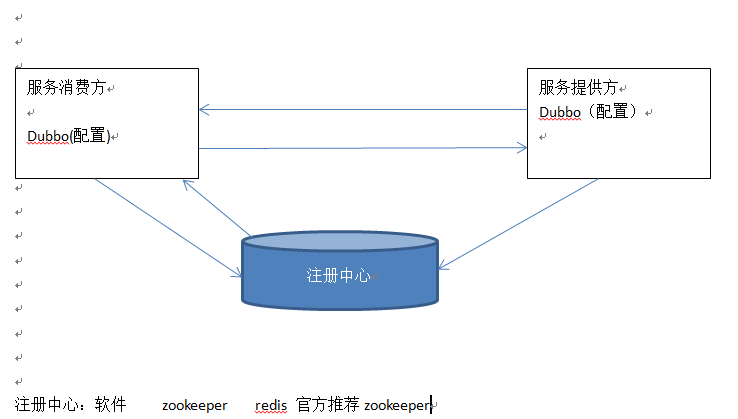 服务消费方
Dubbo(配置)
服务提供方
Dubbo（配置）
注册中心
注册中心：软件 zookeeper redis 官方推荐 zookeeper